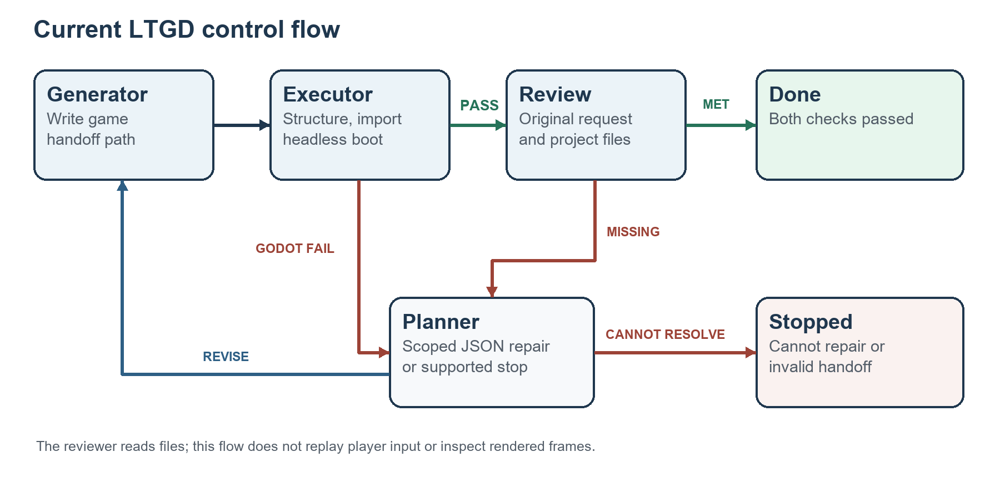 Current LTGD control flow
Generator
Write game
handoff path
Executor
Structure, import
headless boot
PASS
Review
Original request
and project files
MET
Done
Both checks passed
GODOT FAIL
MISSING
REVISE
Planner
Scoped JSON repair
or supported stop
CANNOT RESOLVE
Stopped
Cannot repair or
invalid handoff
The reviewer reads files; this flow does not replay player input or inspect rendered frames.